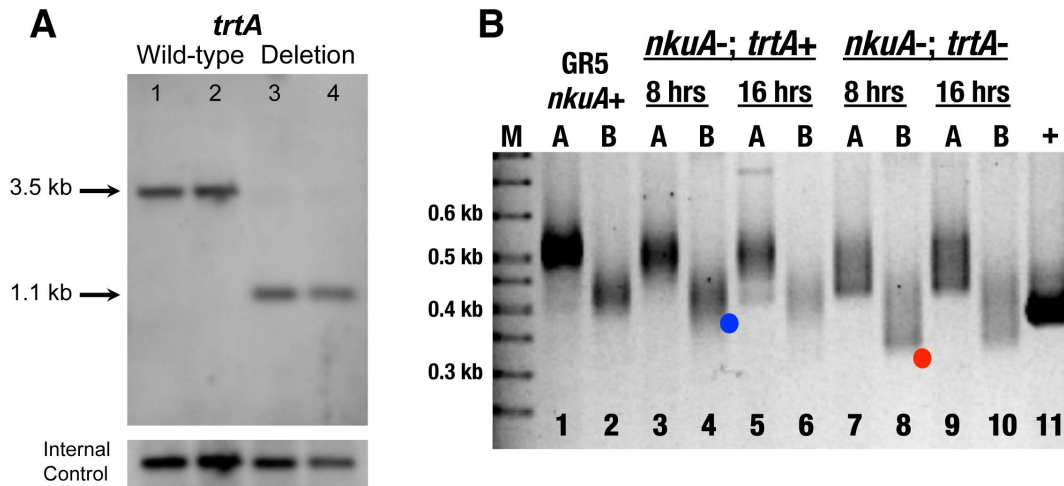 A
trtA
Wild-type Deletion
1 2 3 4
3.5 kb
1.1 kb
Internal
Control
B
GR5
nkuA+
nkuA-; trtA+
nkuA-; trtA-
8 hrs 16 hrs 8 hrs 16 hrs
M A B A B A B A B A B +
0.6 kb
0.5 kb
0.4 kb
0.3 kb
1 2 3 4 5 6 7 8 9 10 11